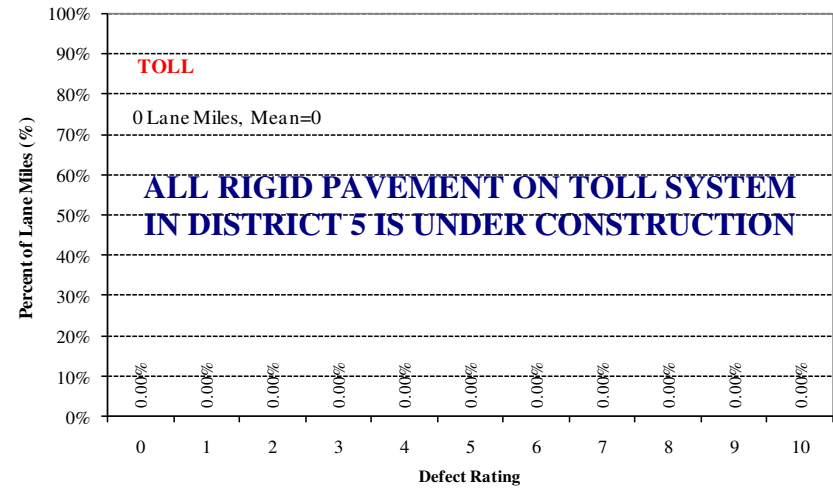 100%
90%
80%
70%
60%
50%
40%
30%
20%
10%
0%
Percent of Lane Miles (%)
TOLL
0 Lane Miles, Mean=0
ALL RIGID PAVEMENT ON TOLL SYSTEM
IN DISTRICT 5 IS UNDER CONSTRUCTION
0.00% 0.00% 0.00% 0.00% 0.00% 0.00% 0.00% 0.00% 0.00% 0.00% 0.00%
0 1 2 3 4 5 6 7 8 9 10
Defect Rating